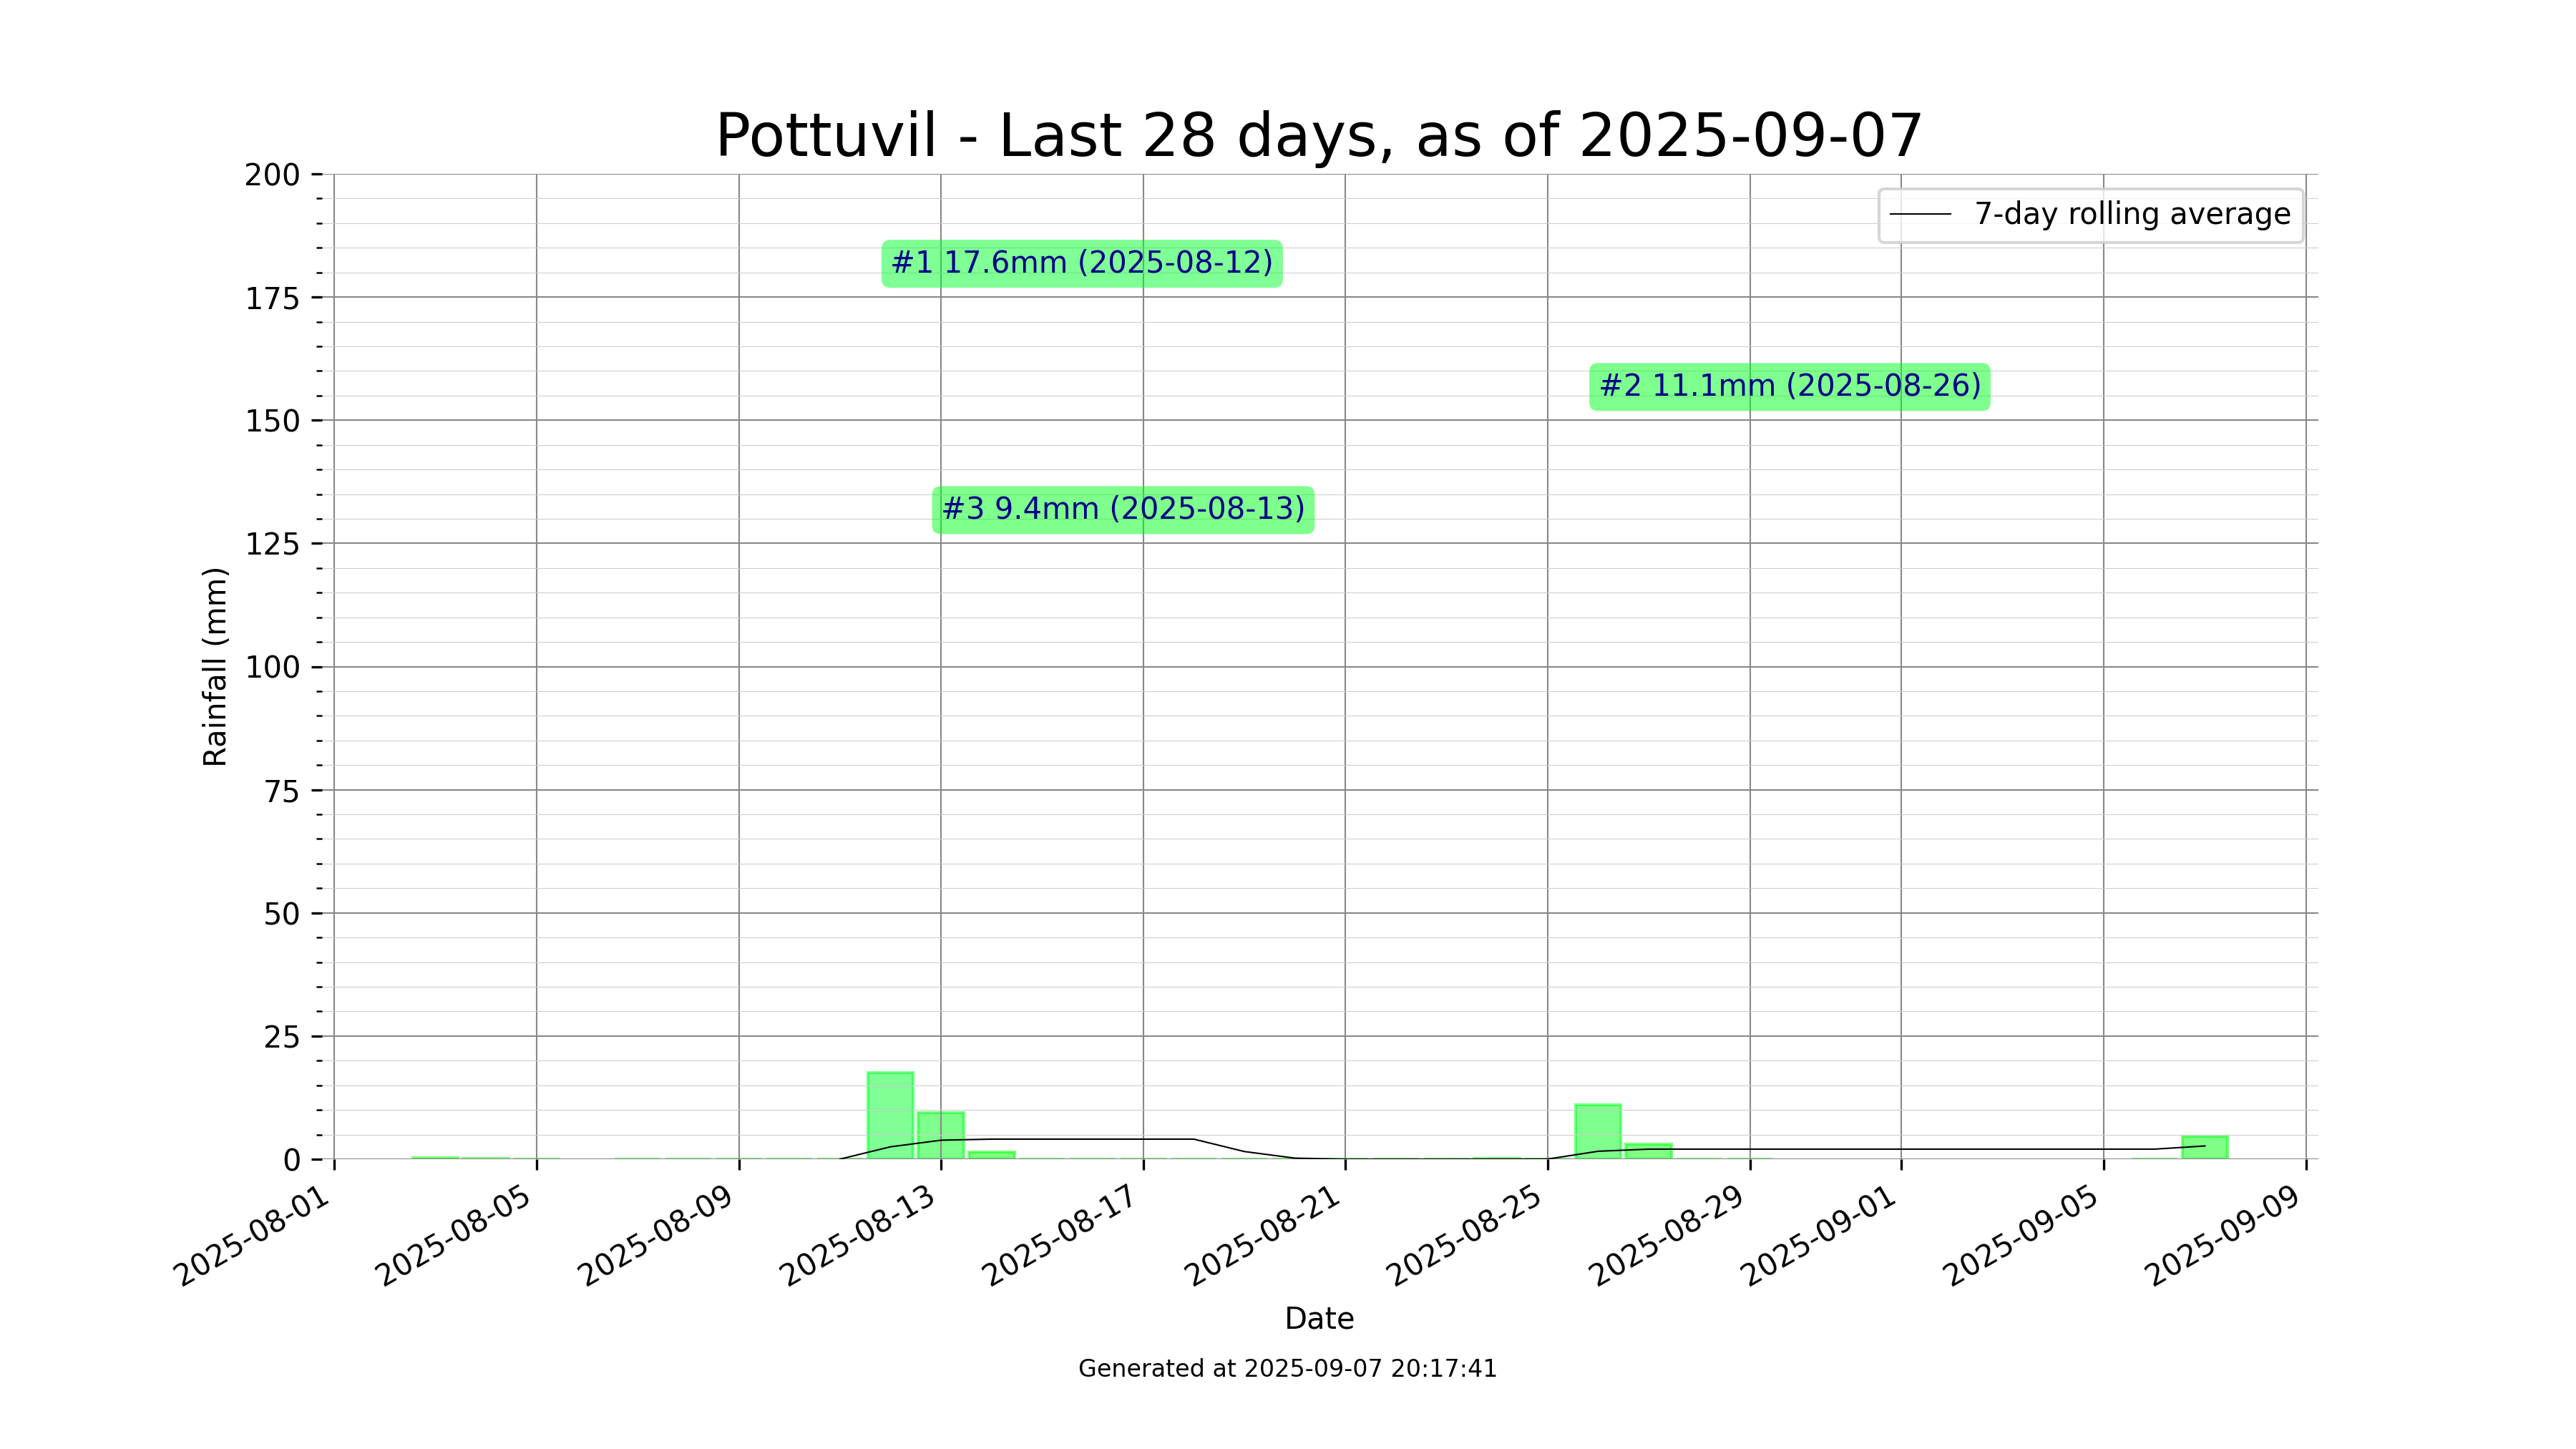 Pottuvil - Last 28 days, as of 2025-09-07
200
175
150
125
100
75
50
25
0
Rainfall (mm)
7-day rolling average
#1 17.6mm (2025-08-12)
#2 11.1mm (2025-08-26)
#3 9.4mm (2025-08-13)
2025-08-01
2025-08-05
2025-08-09
2025-08-13
2025-08-17
2025-08-21
2025-08-25
2025-08-29
2025-09-01
2025-09-05
2025-09-09
Date
Generated at 2025-09-07 20:17:41